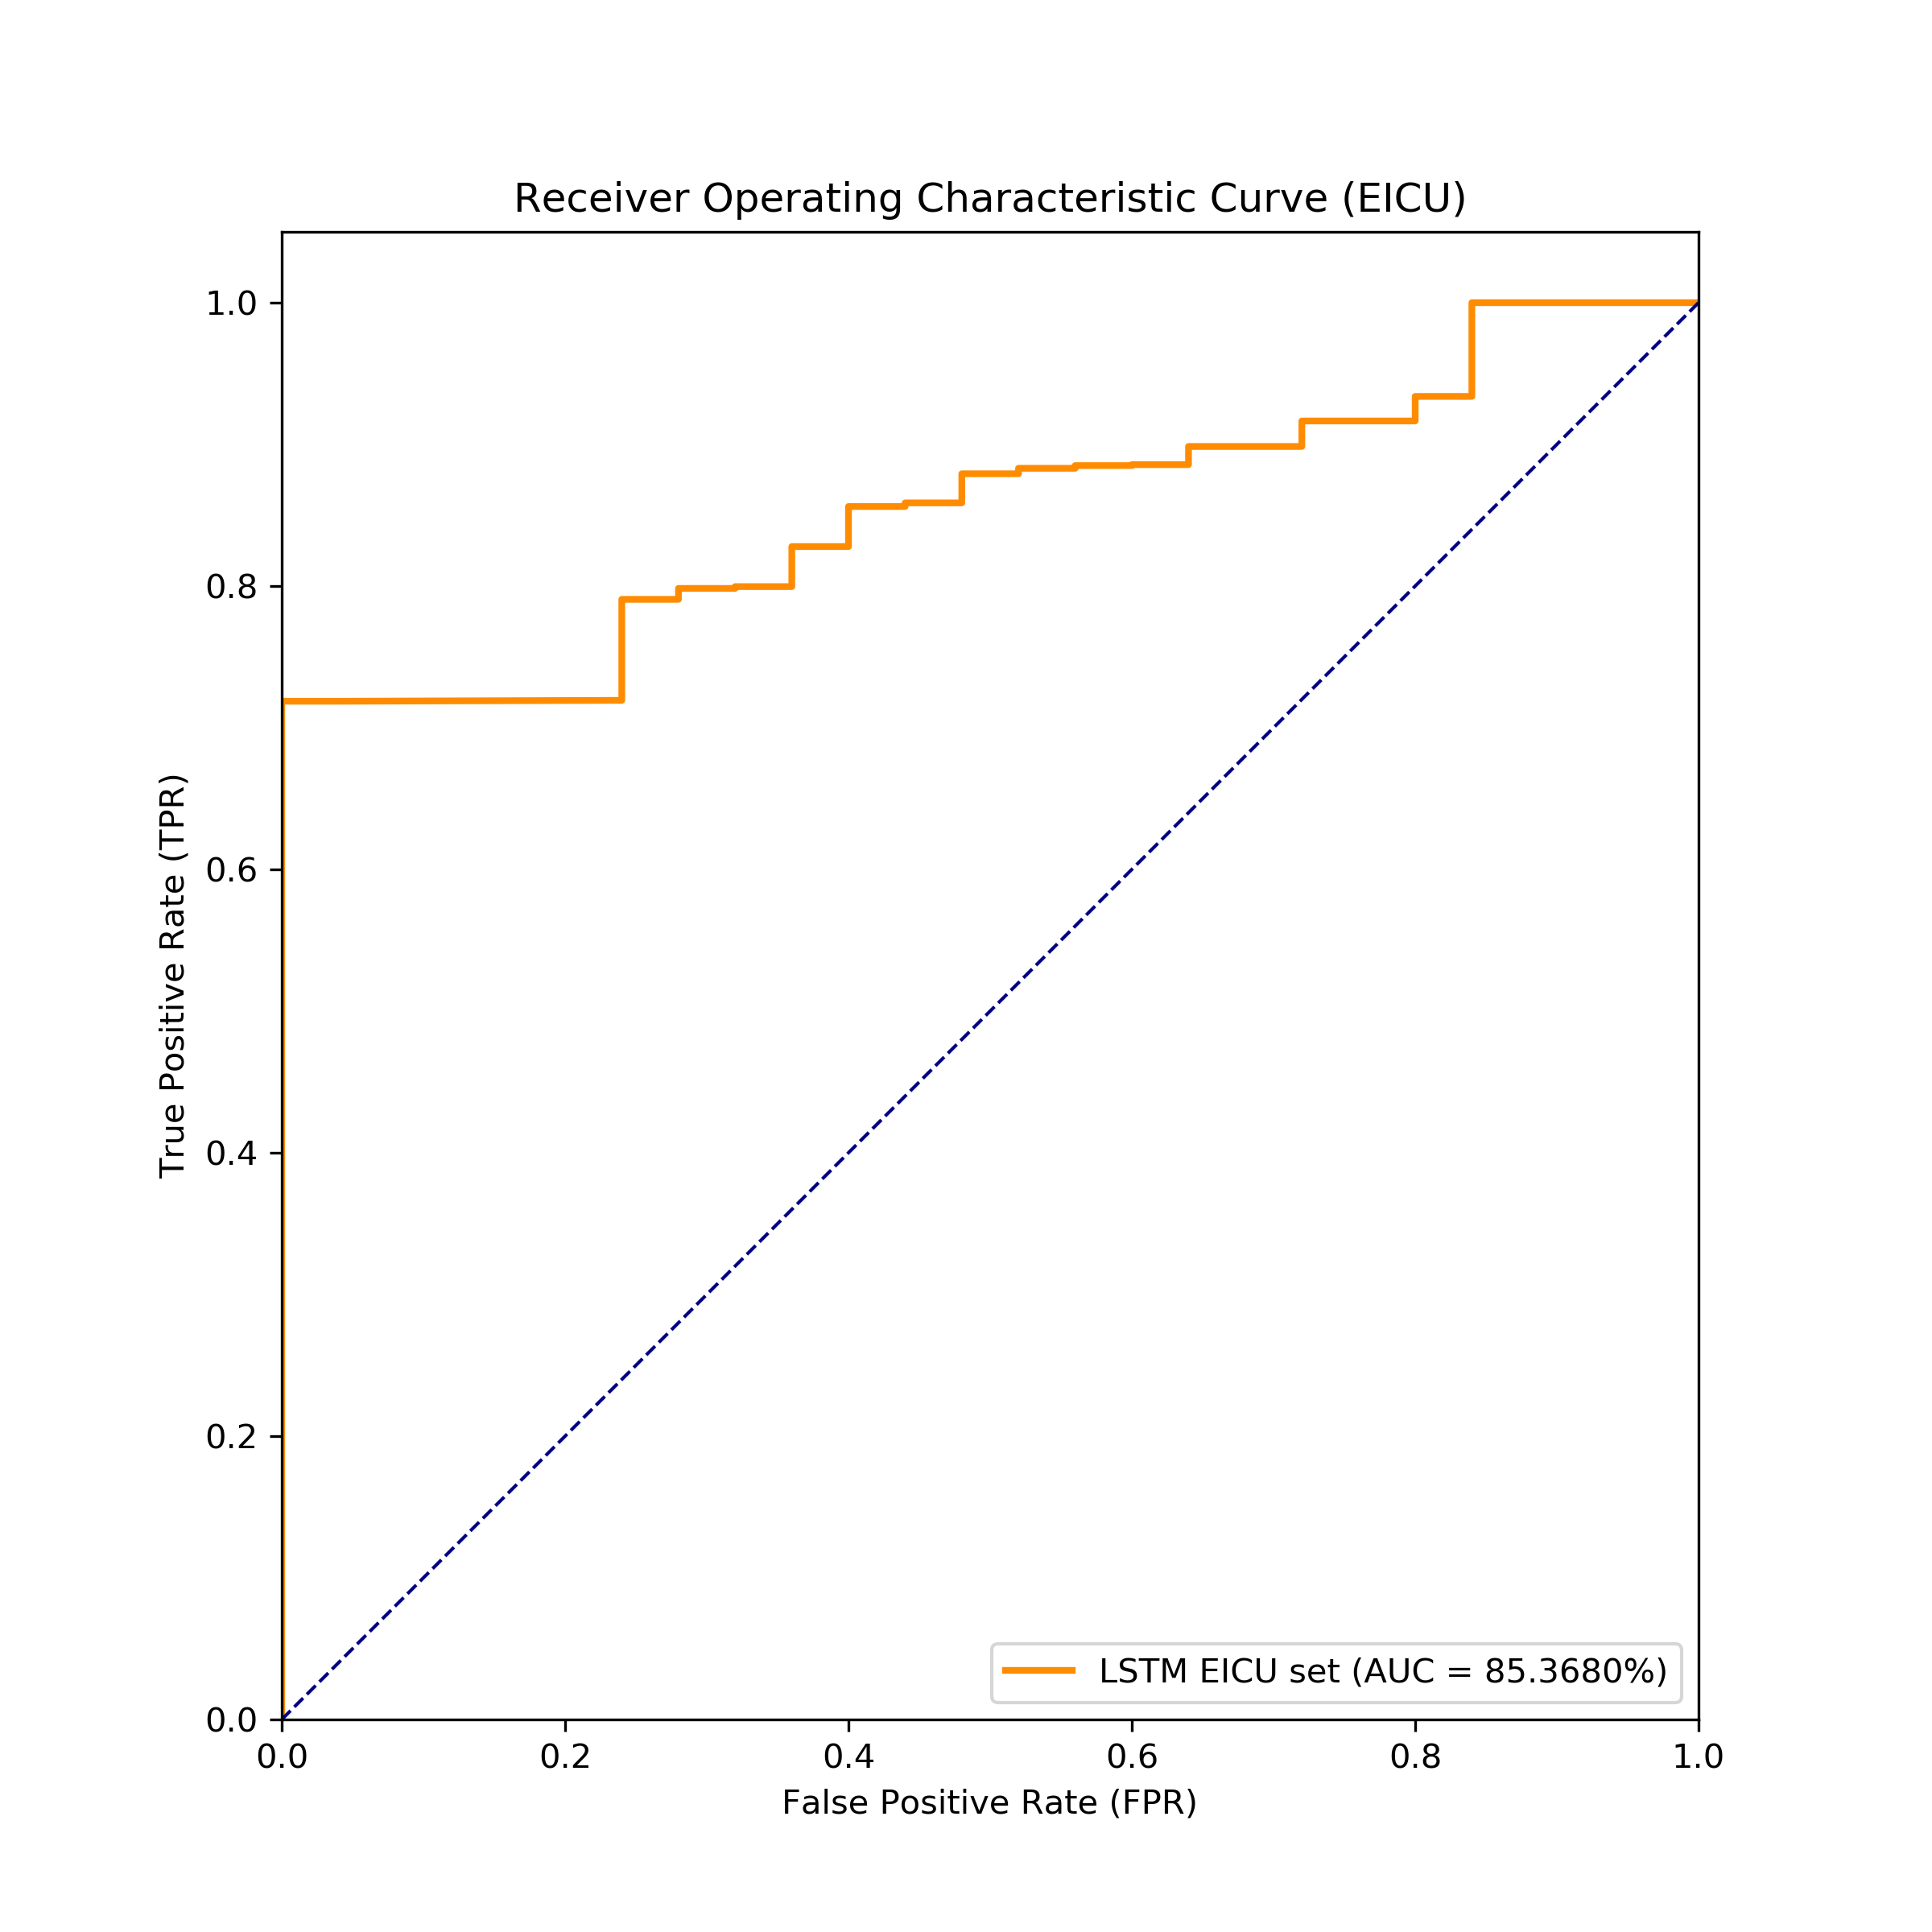 Receiver Operating Characteristic Curve (EICU)
1.0
0.8
0.6
0.4
0.2
0.0
True Positive Rate (TPR)
LSTM EICU set (AUC = 85.3680%)
0.0 0.2 0.4 0.6 0.8 1.0
False Positive Rate (FPR)